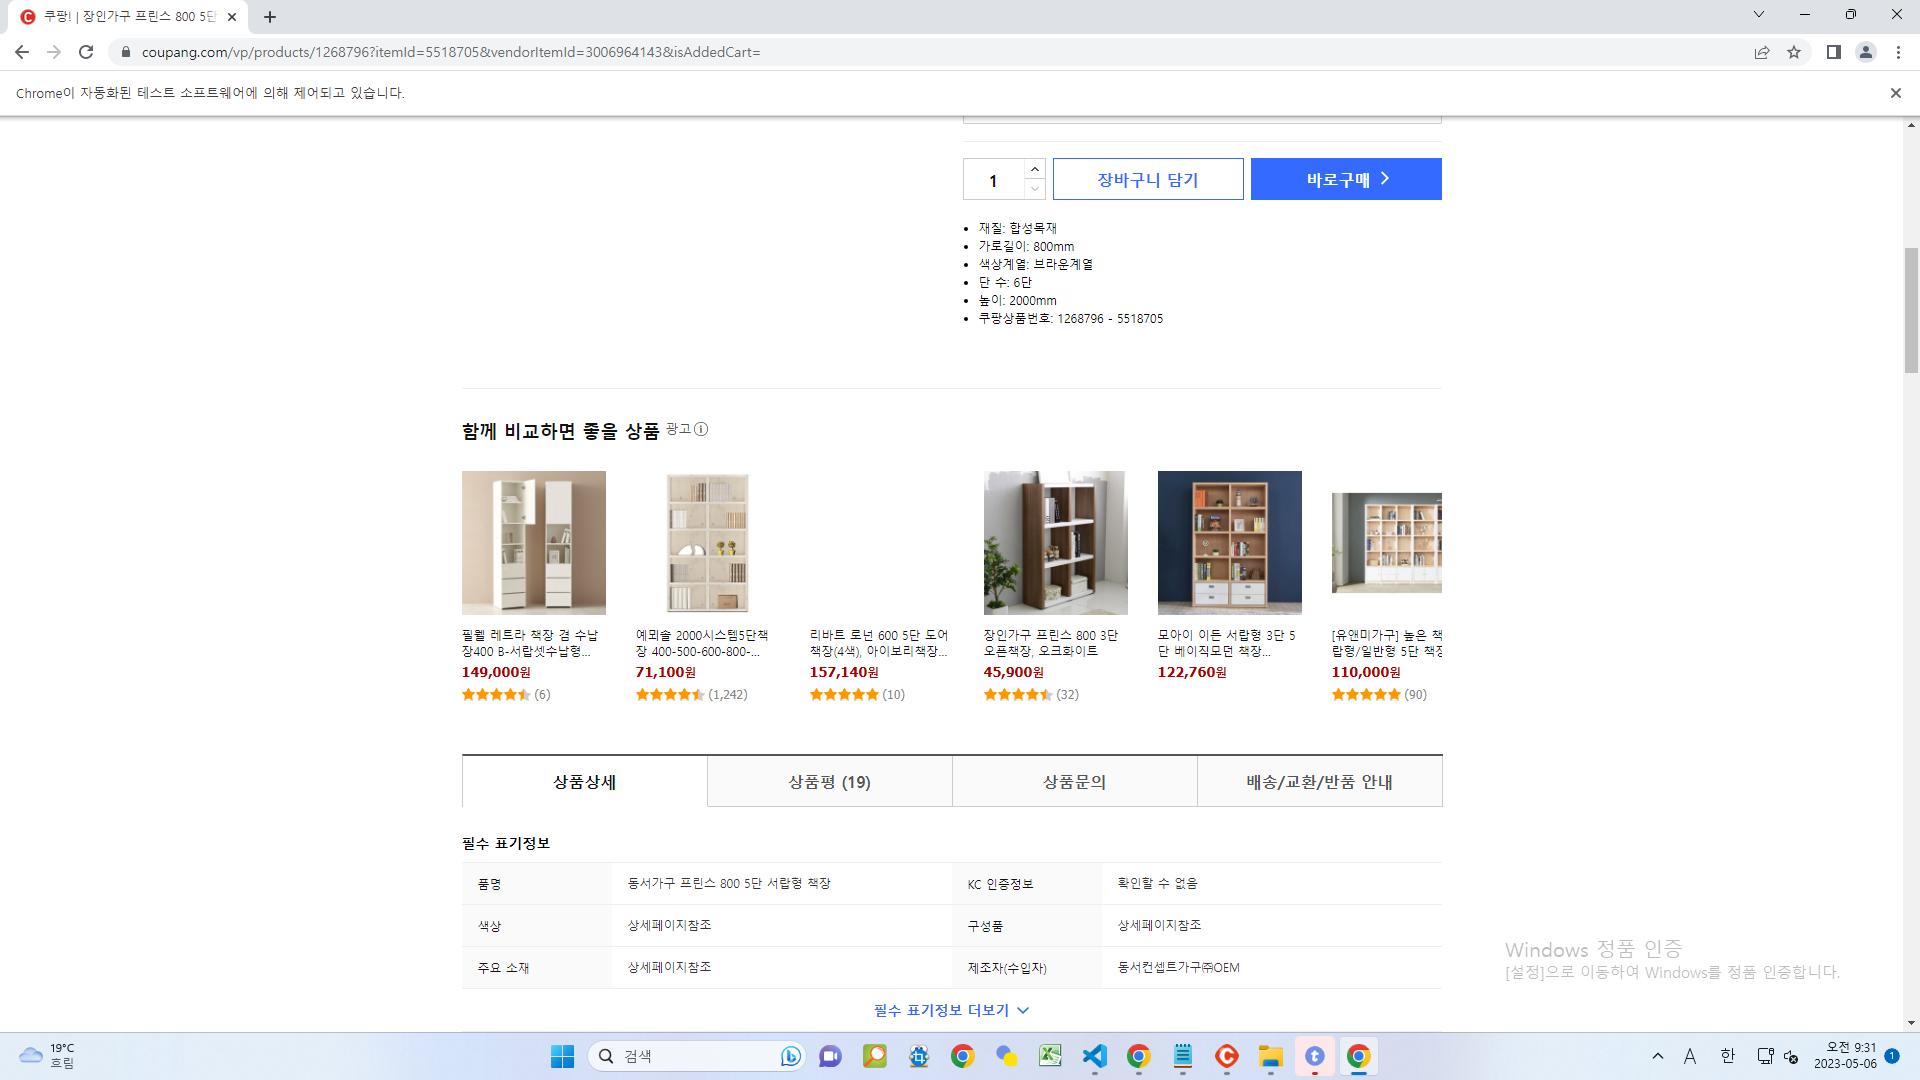 쿠팡! | 장인가구 프린스 800 5단
coupang.com/vp/products/1268796?itemId=5518705&vendorItemId=3006964143&isAddedCart=
Chrome이 자동화된 테스트 소프트웨어에 의해 제어되고 있습니다.
1
장바구니 담기
바로구매
재질: 합성목재
가로길이: 800mm
색상계열: 브라운계열
단 수: 6단
높이: 2000mm
쿠팡상품번호: 1268796 - 5518705
함께 비교하면 좋을 상품 광고
필웰 레트라 책장 겸 수납
장400 B-서랍셋수납형...
149,000원
(6)
예뫼솔 2000시스템5단책
장 400-500-600-800-...
71,100원
(1,242)
리바트 로넌 600 5단 도어
책장(4색), 아이보리책장...
157,140원
(10)
장인가구 프린스 800 3단
오픈책장, 오크화이트
45,900원
(32)
모아이 이든 서랍형 3단 5
단 베이직모던 책장...
122,760원
[유앤미가구] 높은 책
랍형/일반형 5단 책장
110,000원
(90)
상품상세
상품평 (19)
상품문의
배송/교환/반품 안내
필수 표기정보
품명 동서가구 프린스 800 5단 서랍형 책장 KC 인증정보 확인할 수 없음
색상 상세페이지참조 구성품 상세페이지참조
주요 소재 상세페이지참조 제조자(수입자) 동서컨셉트가구㈜OEM
필수 표기정보 더보기
Windows 정품 인증
[설정]으로 이동하여 Windows를 정품 인증합니다.
19°C
흐림
검색
A
한
오전 9:31
2023-05-06
1